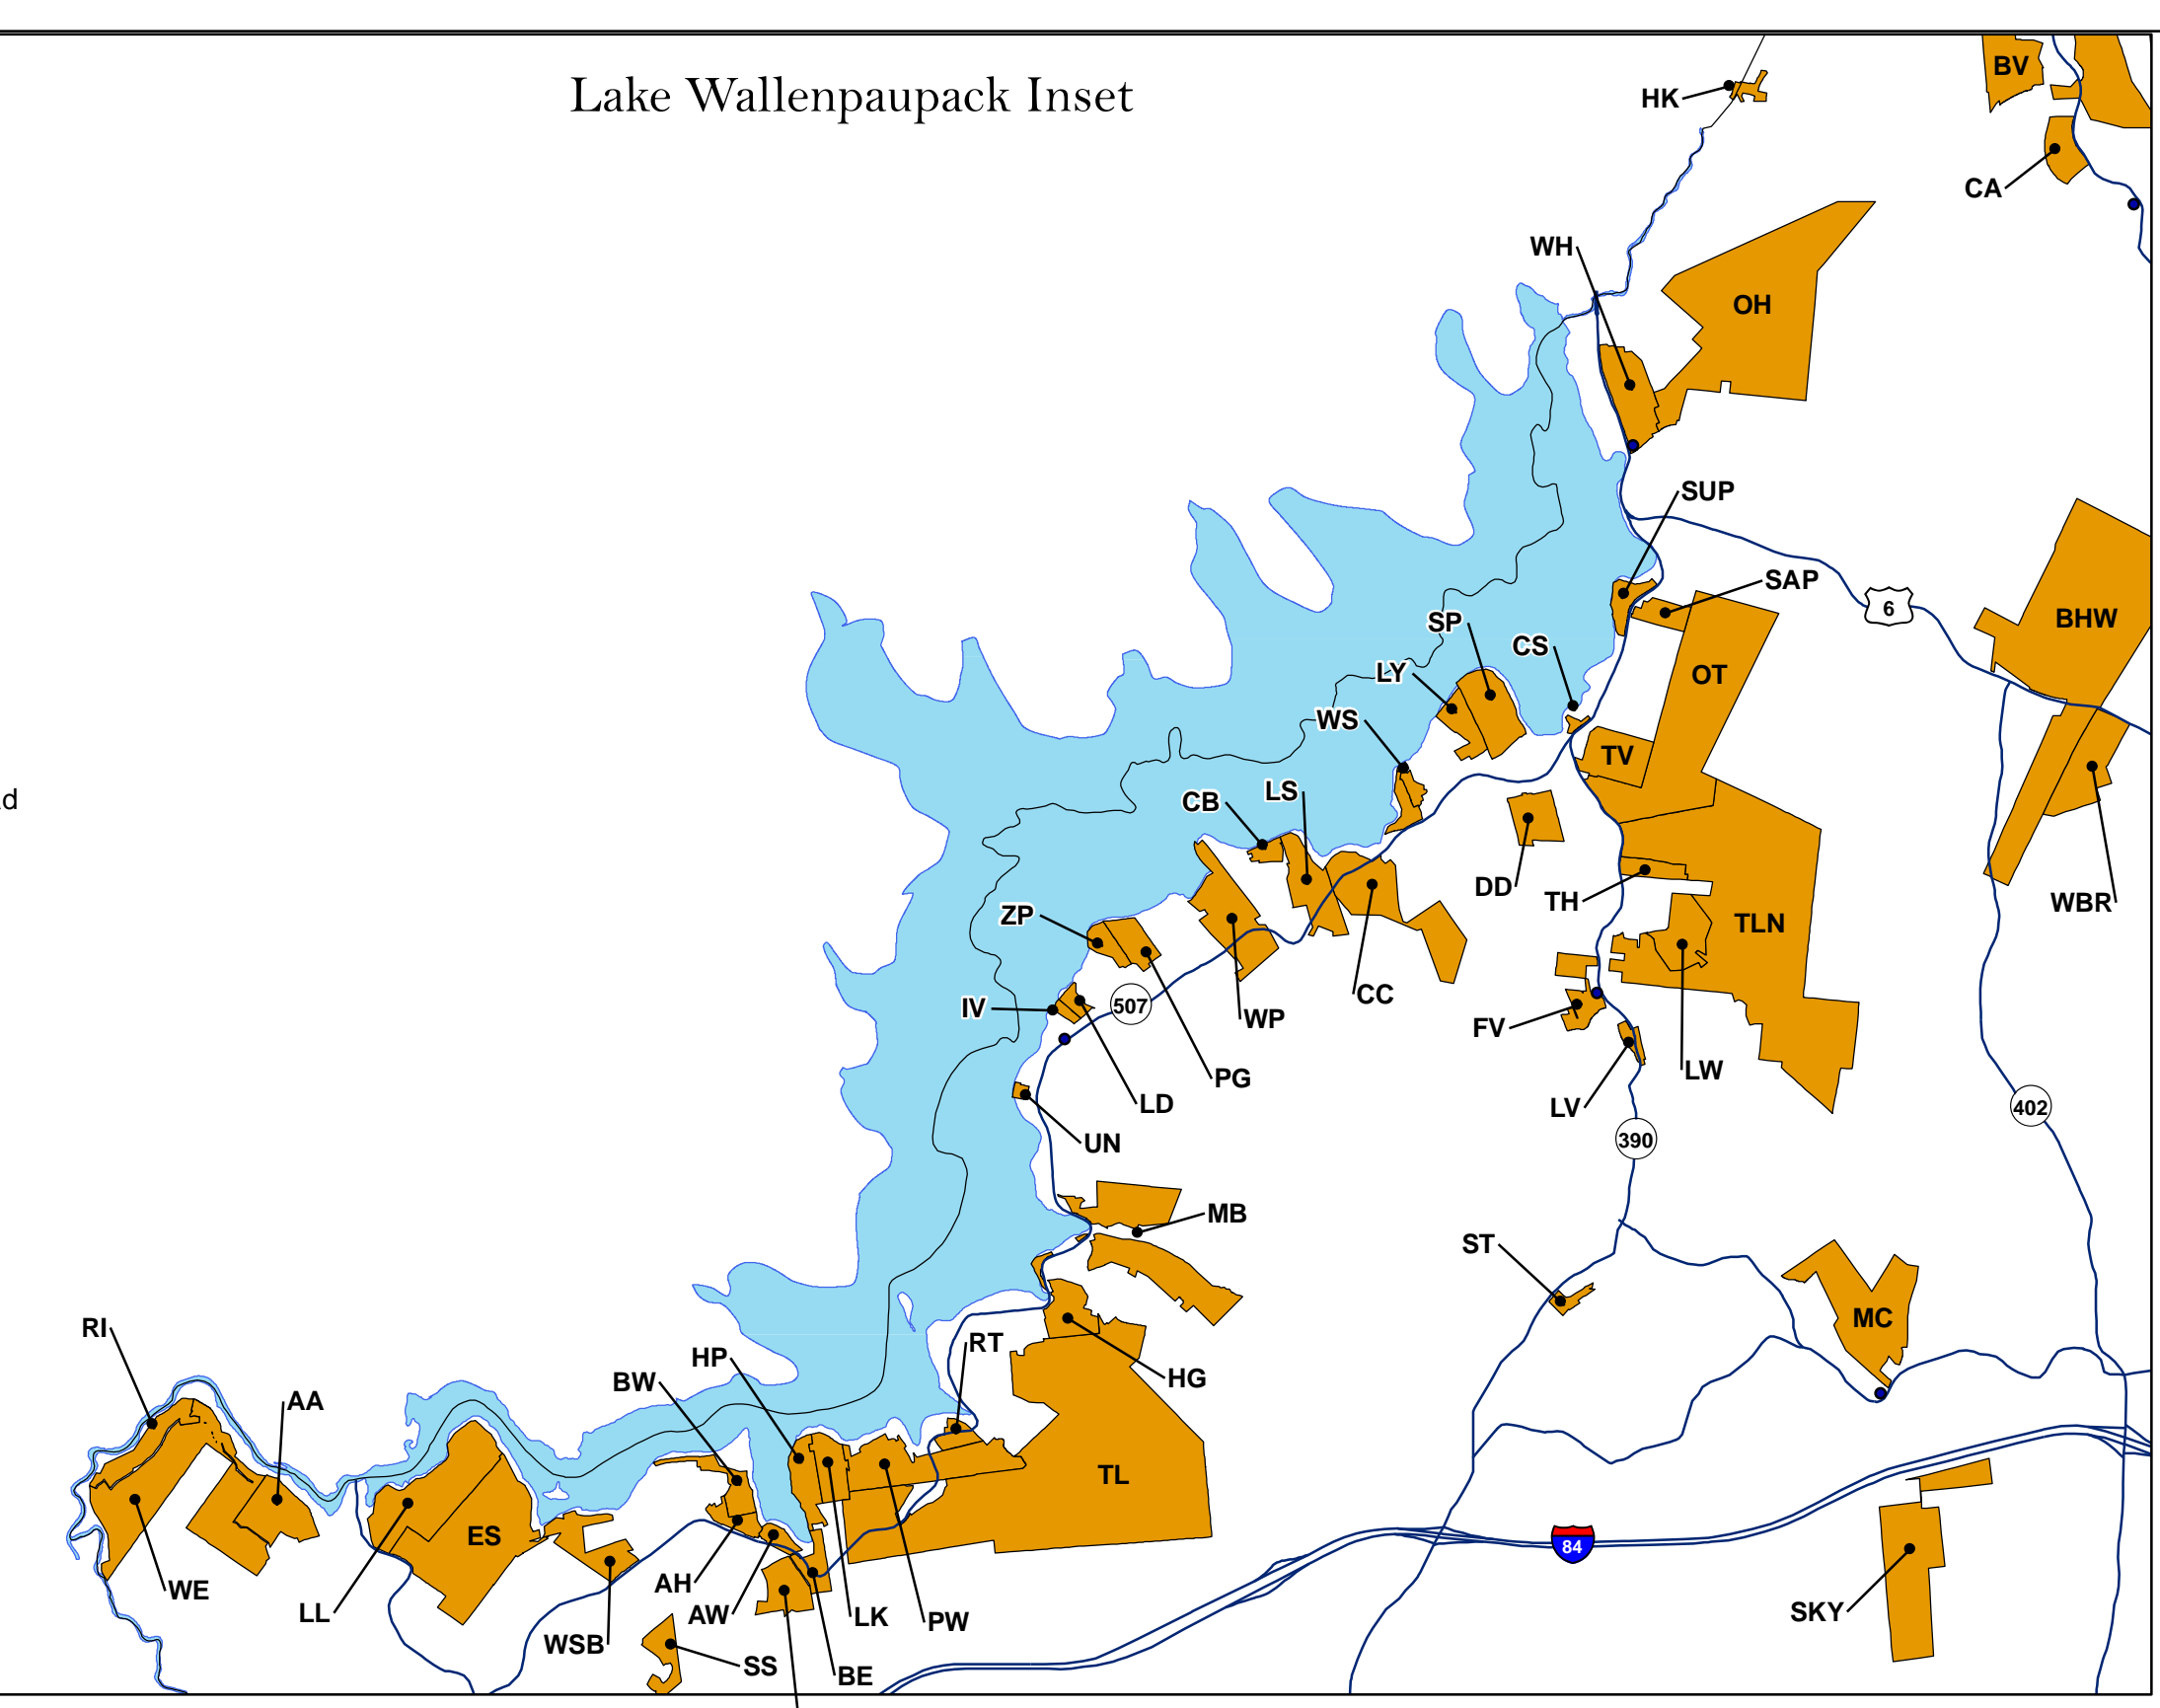 Lake Wallenpaupack Inset
BV
HK
CA
WH
OH
SUP
SAP
6
BHW
SP
CS
LY
OT
WS
TV
LS
CB
DD
TH
WBR
ZP
TLN
CC
507
IV
WP
FV
LW
PG
LD
LV
402
390
UN
MB
ST
MC
RI
RT
HP
HG
BW
AA
TL
ES
84
AH
WE
SKY
LL
AW
LK
PW
WSB
SS
BE